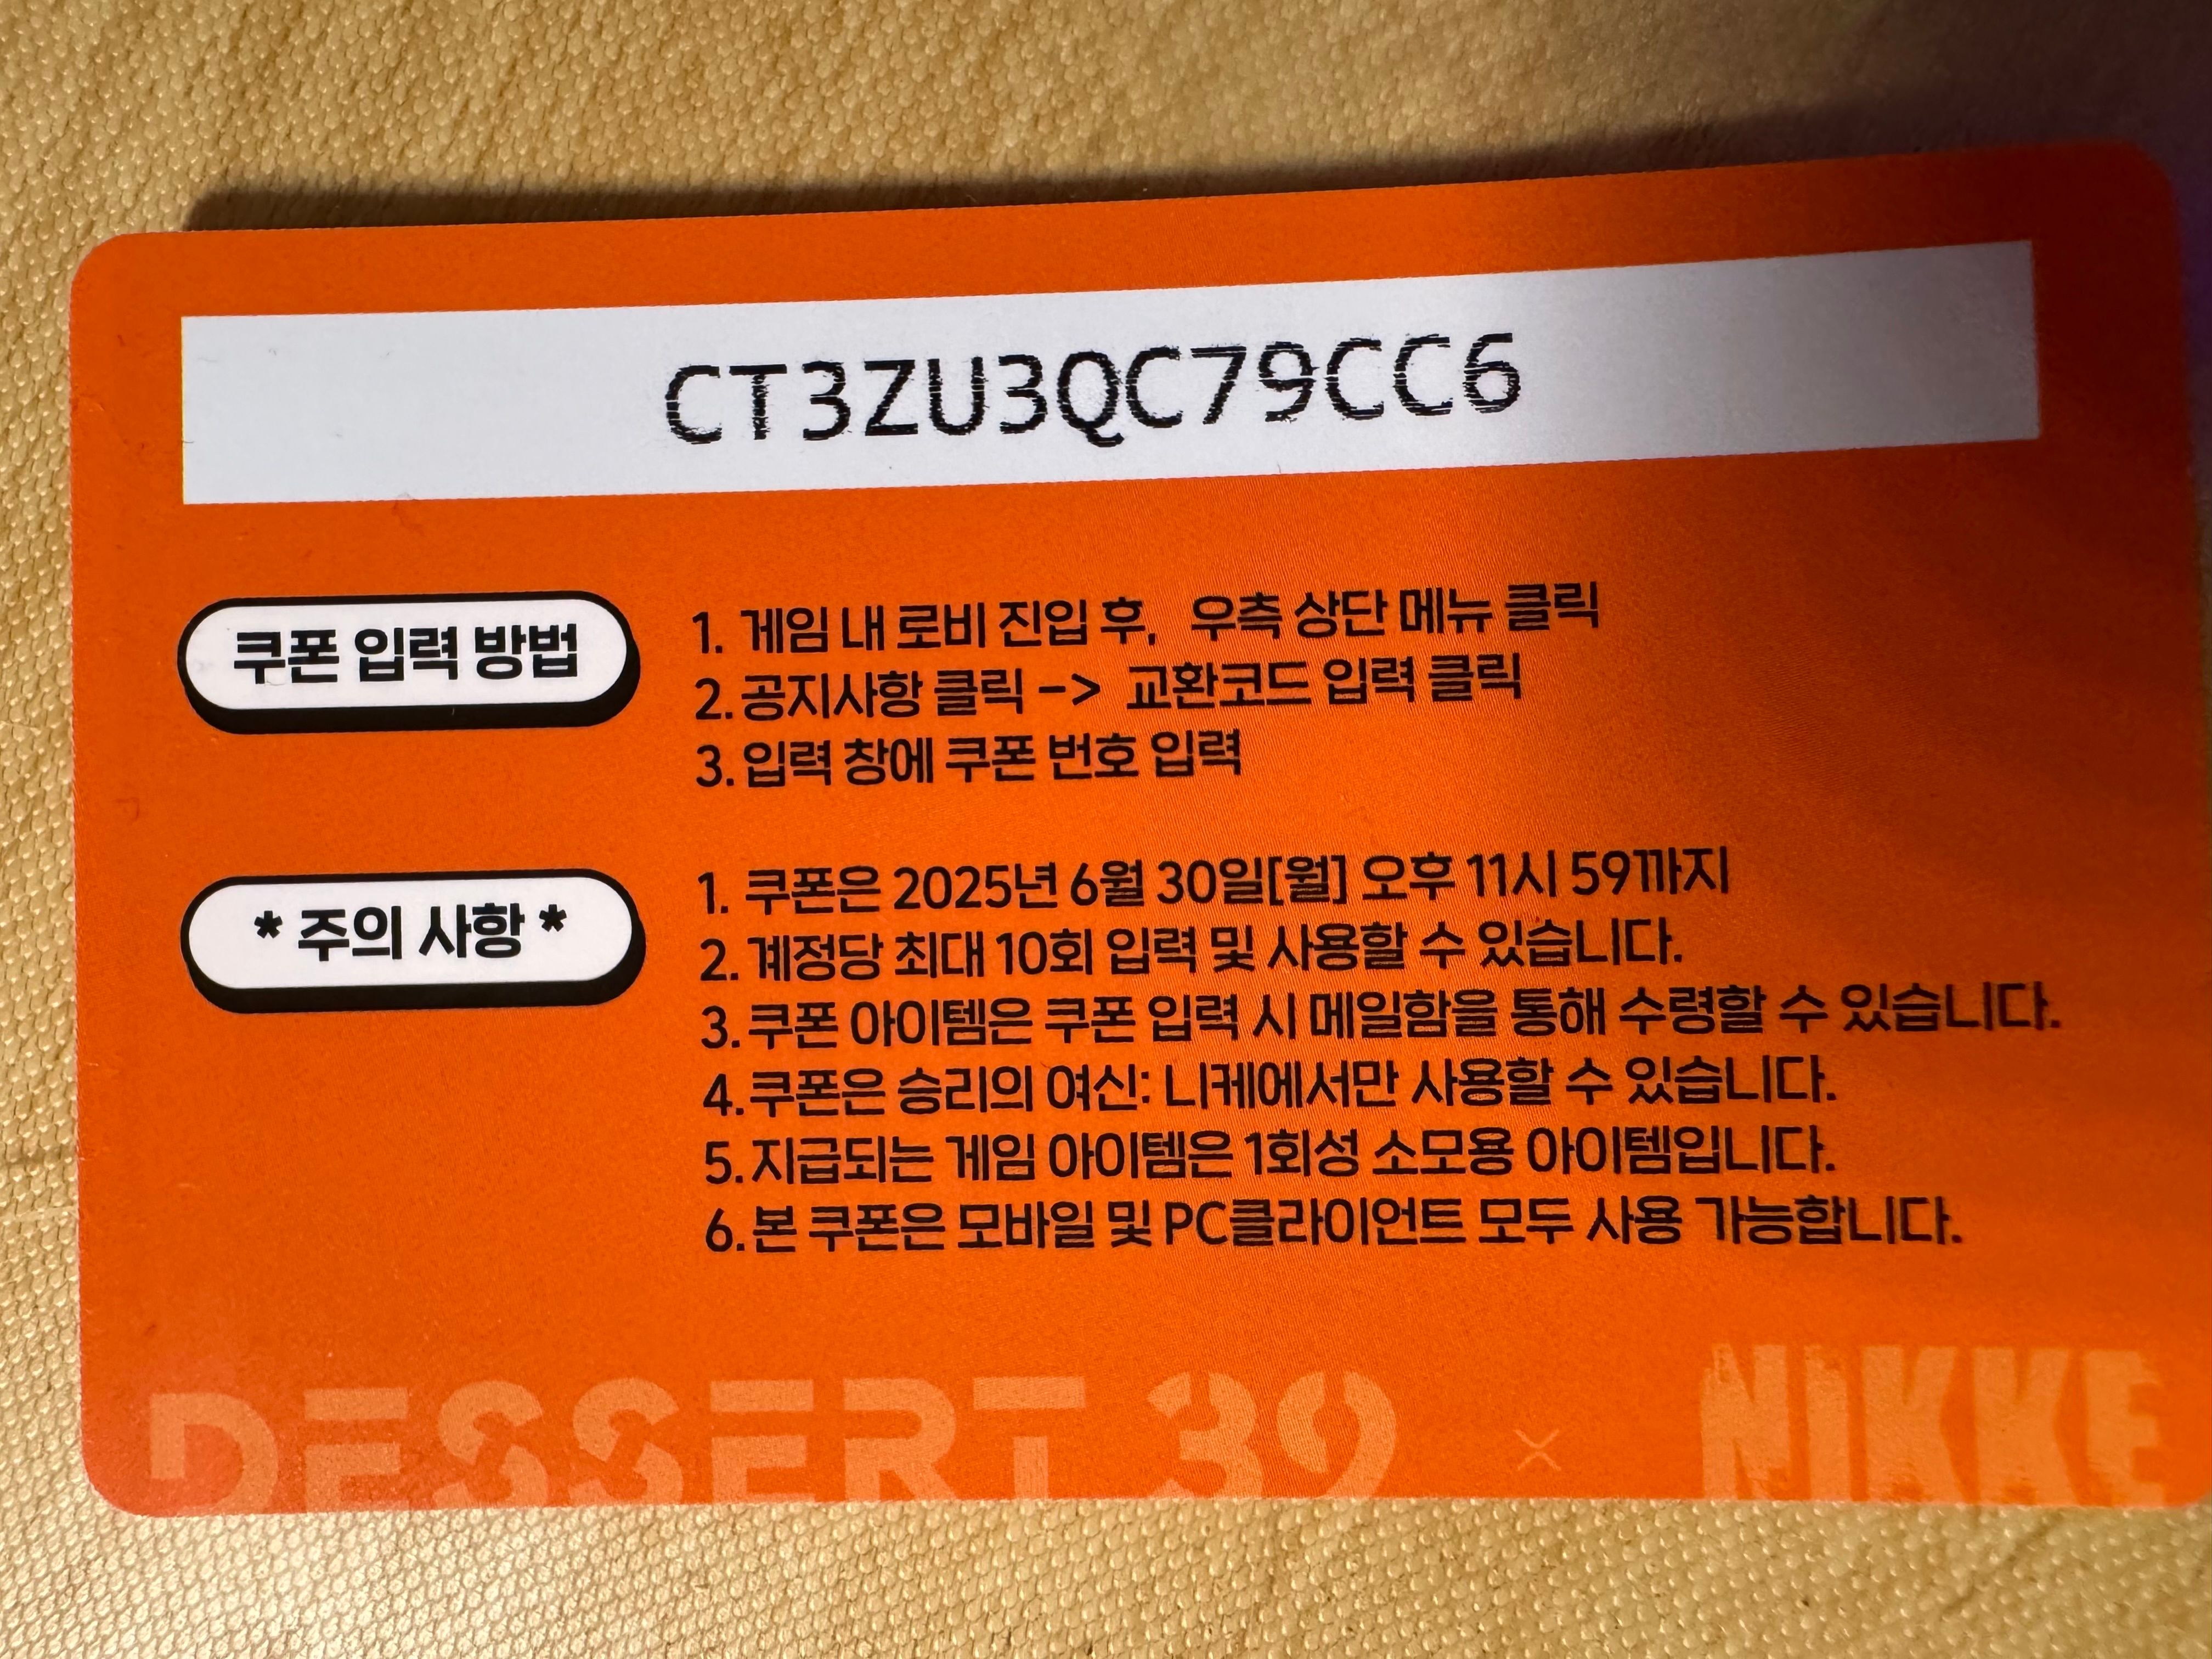 CT3ZU3QC79CC6
쿠폰 입력 방법
1. 게임 내 로비 진입 후, 우측 상단 메뉴 클릭
2. 공지사항 클릭 -> 교환코드 입력 클릭
3. 입력 창에 쿠폰 번호 입력
* 주의 사항 *
1. 쿠폰은 2025년 6월 30일[월] 오후 11시 59까지
2. 계정당 최대 10회 입력 및 사용할 수 있습니다.
3. 쿠폰 아이템은 쿠폰 입력 시 메일함을 통해 수령할 수 있습니다.
4. 쿠폰은 승리의 여신: 니케에서만 사용할 수 있습니다.
5. 지급되는 게임 아이템은 1회성 소모용 아이템입니다.
6. 본 쿠폰은 모바일 및 PC클라이언트 모두 사용 가능합니다.
DESSERT 39 × NIKKE